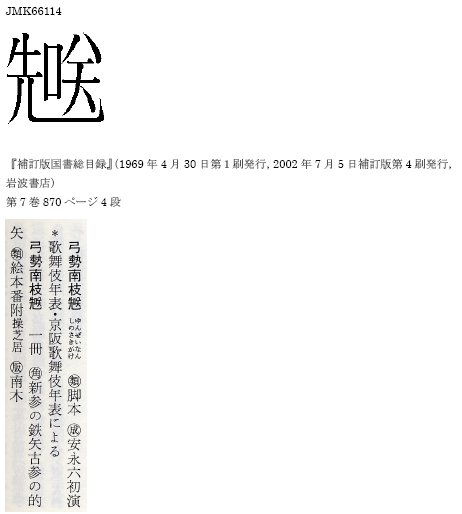 JMK66114
『補訂版国書総目録』(1969 年 4 月 30 日第 1 刷発行, 2002 年 7 月 5 日補訂版第 4 刷発行,
岩波書店)
第 7 巻 870 ページ 4 段
弓勢南枝 ゆんぜいなんしのさきがけ 類 脚本 成 安永六初演
*歌舞伎年表・京阪歌舞伎年表による
弓勢南枝 一冊 角 新参の鉄矢古参の的
矢 類 絵本番附操芝居 版 南木